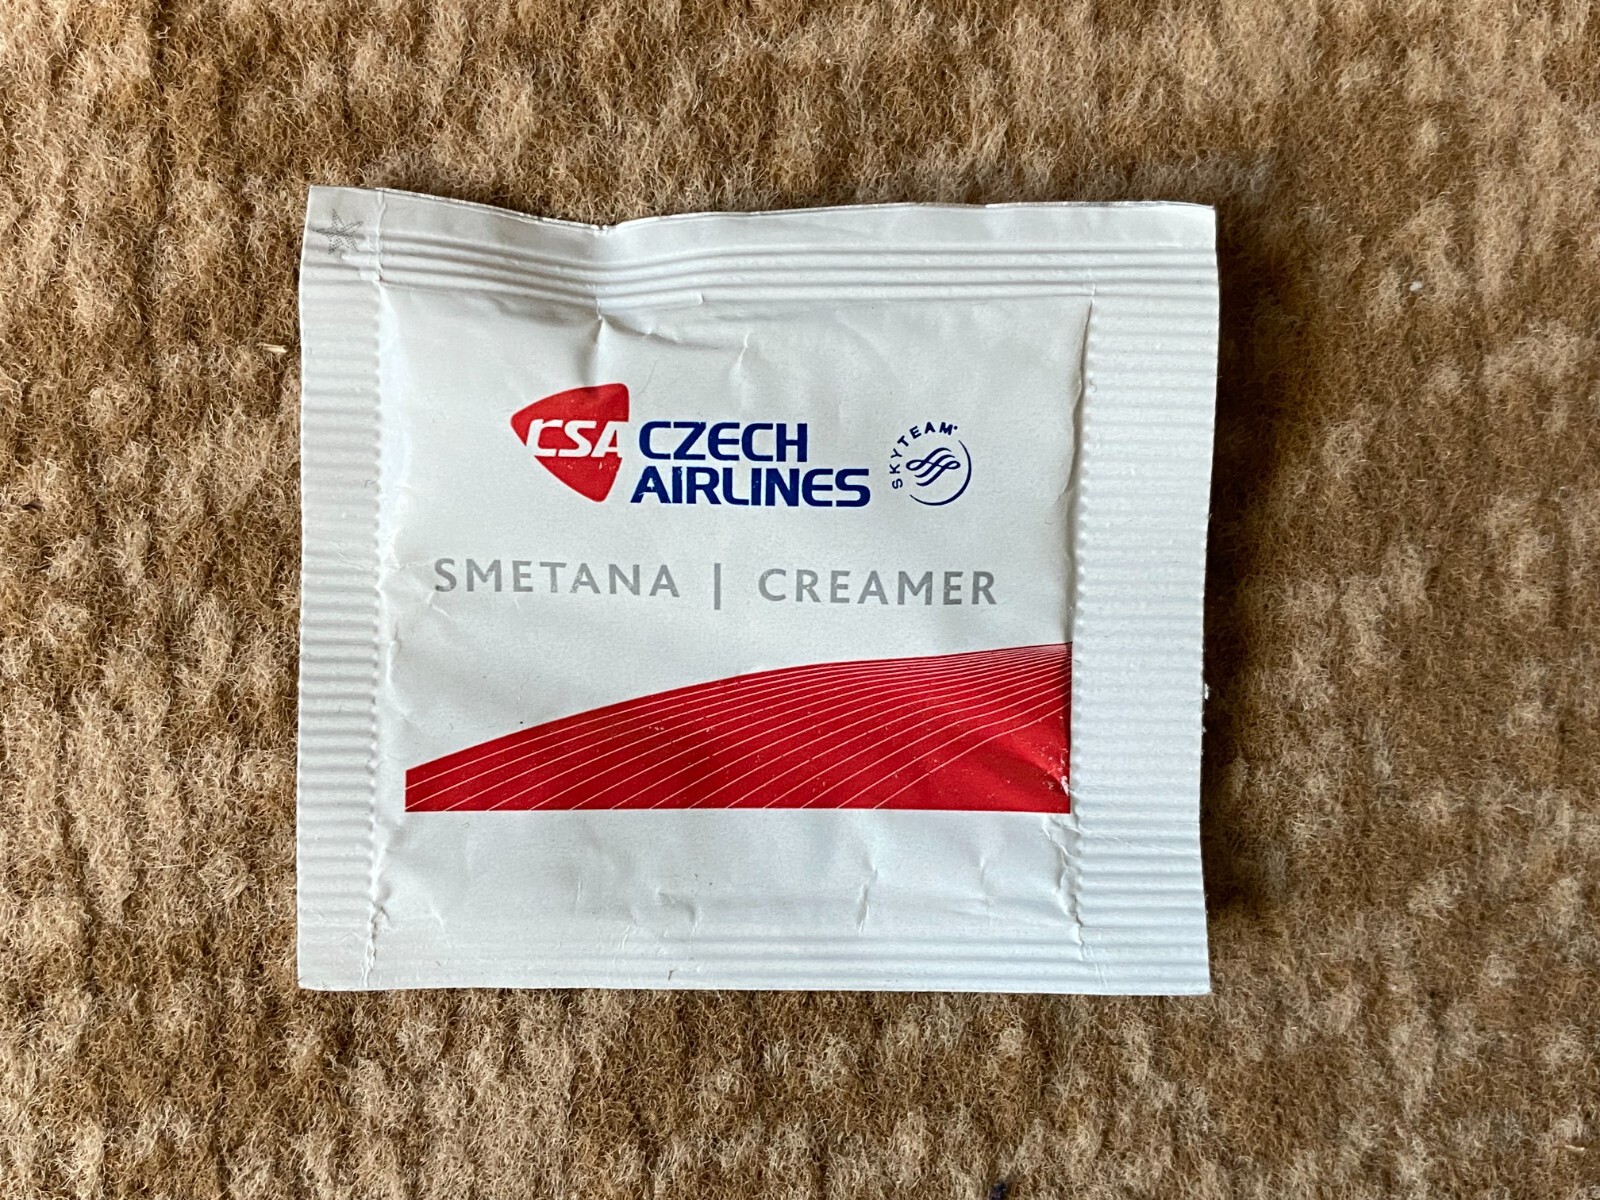 CSA CZECH
AIRLINES
SKYTEAM
SMETANA | CREAMER